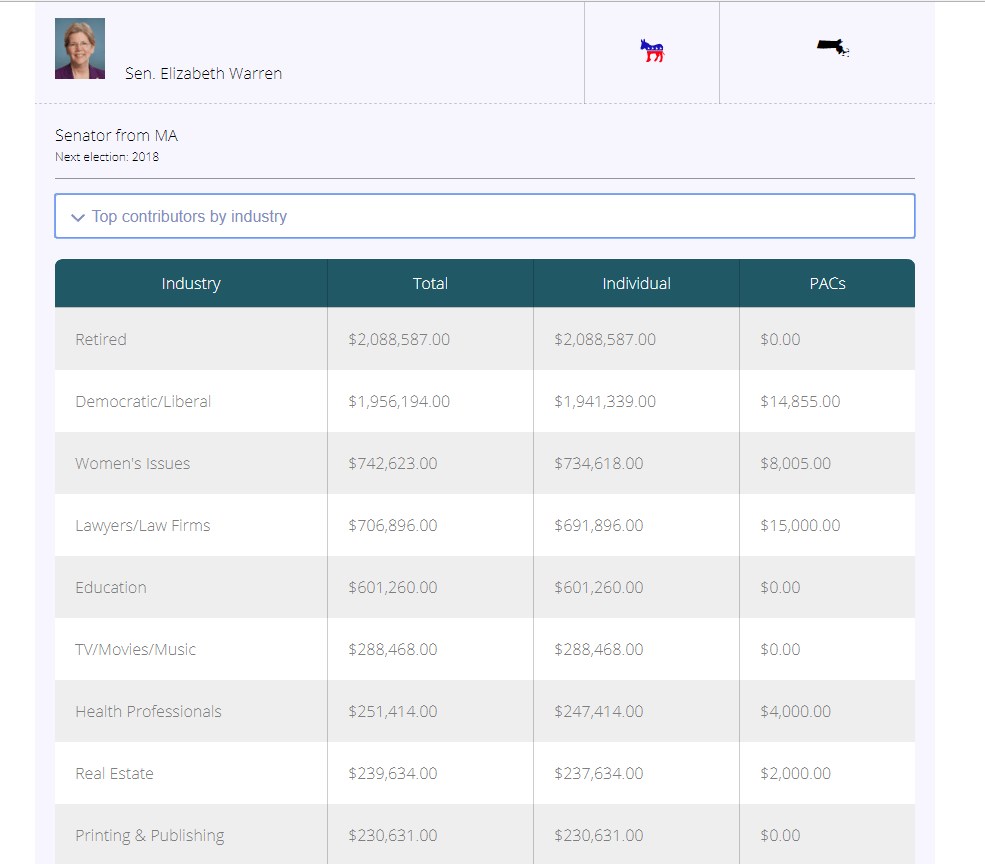 Sen. Elizabeth Warren
Senator from MA
Next election: 2018
Top contributors by industry
Industry Total Individual PACs
Retired $2,088,587.00 $2,088,587.00 $0.00
Democratic/Liberal $1,956,194.00 $1,941,339.00 $14,855.00
Women's Issues $742,623.00 $734,618.00 $8,005.00
Lawyers/Law Firms $706,896.00 $691,896.00 $15,000.00
Education $601,260.00 $601,260.00 $0.00
TV/Movies/Music $288,468.00 $288,468.00 $0.00
Health Professionals $251,414.00 $247,414.00 $4,000.00
Real Estate $239,634.00 $237,634.00 $2,000.00
Printing & Publishing $230,631.00 $230,631.00 $0.00